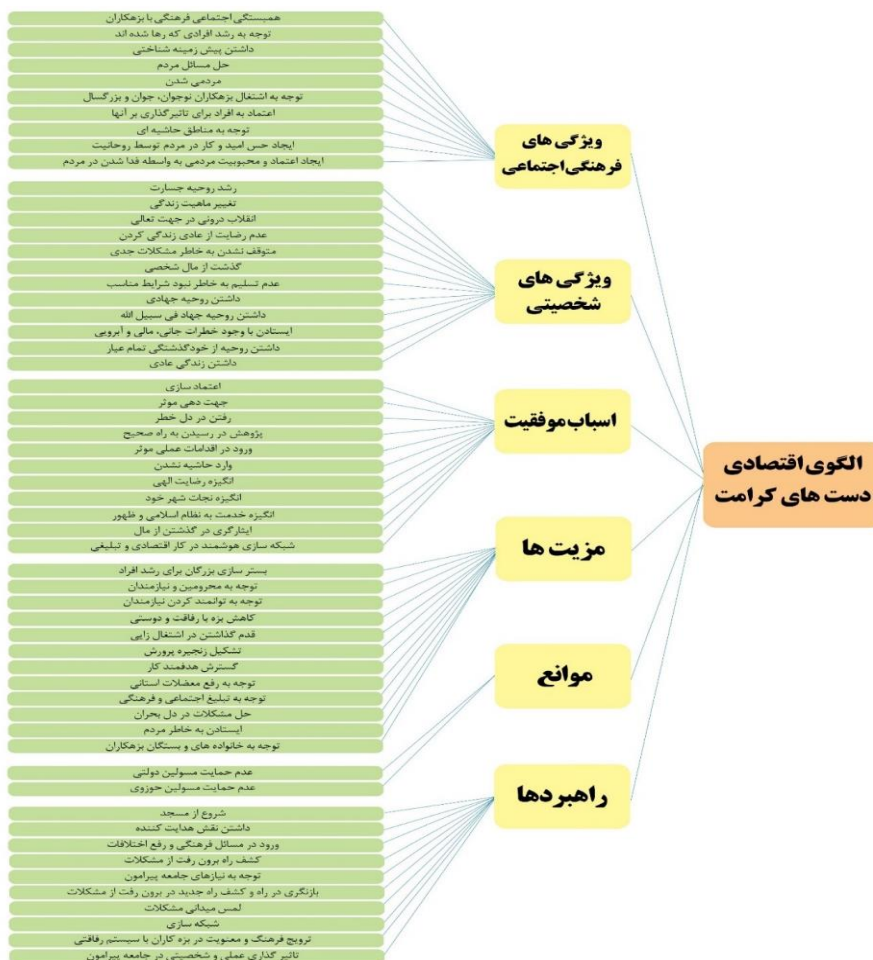 الگوی اقتصادی
دست های کرامت
ویژگی های
فرهنگی اجتماعی
همبستگی اجتماعی فرهنگی با بزهکاران
توجه به رشد افرادی که رها شده اند
داشتن پیش زمینه شناختی
حل مسائل مردم
مردمی شدن
توجه به اشتغال بزهکاران نوجوان، جوان و بزرگسال
اعتماد به افراد برای تاثیرگذاری بر آنها
توجه به مناطق حاشیه ای
ایجاد حس امید و کار در مردم توسط روحانیت
ایجاد اعتماد و محبوبیت مردمی به واسطه فدا شدن در مردم
ویژگی های
شخصیتی
رشد روحیه جسارت
تغییر ماهیت زندگی
انقلاب درونی در جهت تعالی
عدم رضایت از عادی زندگی کردن
متوقف نشدن به خاطر مشکلات جدی
گذشت از مال شخصی
عدم تسلیم به خاطر نبود شرایط مناسب
داشتن روحیه جهادی
داشتن روحیه جهاد فی سبیل الله
ایستادن با وجود خطرات جانی، مالی و آبرویی
داشتن روحیه از خودگذشتگی تمام عیار
داشتن زندگی عادی
اسباب موفقیت
اعتماد سازی
جهت دهی موثر
رفتن در دل خطر
پژوهش در رسیدن به راه صحیح
ورود در اقدامات عملی موثر
وارد حاشیه نشدن
انگیزه رضایت الهی
انگیزه نجات شهر خود
انگیزه خدمت به نظام اسلامی و ظهور
ایثارگری در گذشتن از مال
شبکه سازی هوشمند در کار اقتصادی و تبلیغی
مزیت ها
بستر سازی بزرگان برای رشد افراد
توجه به محرومین و نیازمندان
توجه به توانمند کردن نیازمندان
کاهش بزه با رفاقت و دوستی
قدم گذاشتن در اشتغال زایی
تشکیل زنجیره پرورش
گسترش هدفمند کار
توجه به رفع معضلات استانی
توجه به تبلیغ اجتماعی و فرهنگی
حل مشکلات در دل بحران
ایستادن به خاطر مردم
توجه به خانواده های و بستگان بزهکاران
موانع
عدم حمایت مسولین دولتی
عدم حمایت مسولین حوزوی
راهبردها
شروع از مسجد
داشتن نقش هدایت کننده
ورود در مسائل فرهنگی و رفع اختلافات
کشف راه برون رفت از مشکلات
توجه به نیازهای جامعه پیرامون
بازنگری در راه و کشف راه جدید در برون رفت از مشکلات
لمس میدانی مشکلات
شبکه سازی
ترویج فرهنگ و معنویت در بزه کاران با سیستم رفاقتی
تاثیر گذاری عملی و شخصیتی در جامعه پیرامون